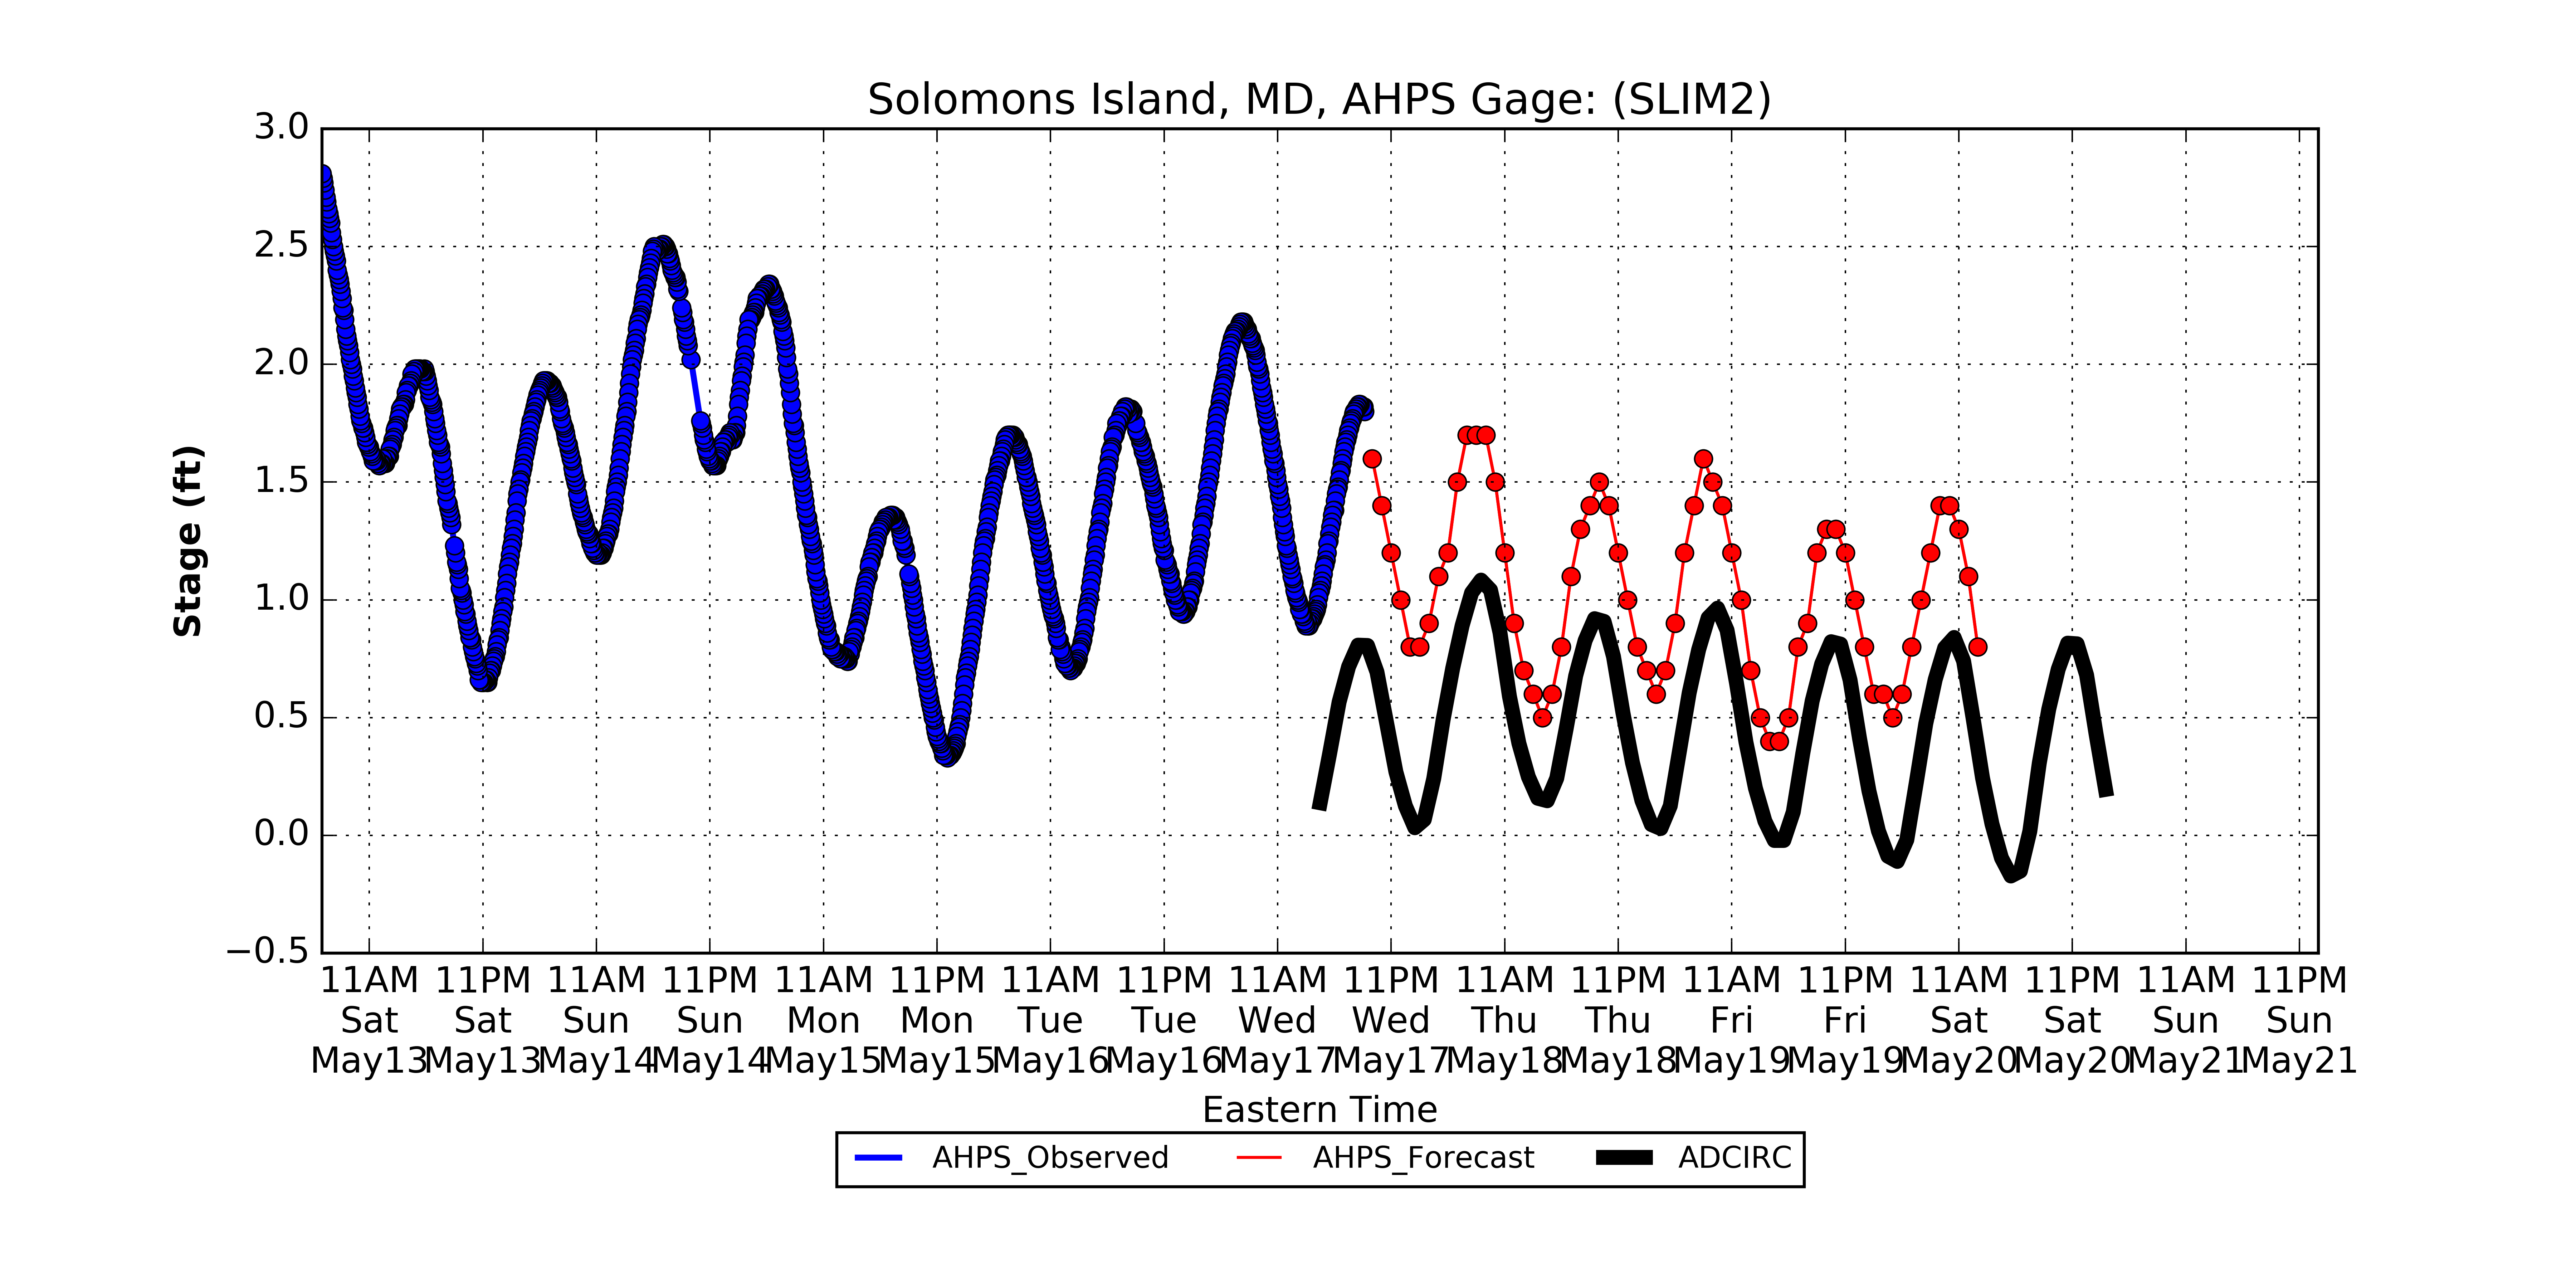 Solomons Island, MD, AHPS Gage: (SLIM2)
3.0
2.5
2.0
1.5
1.0
0.5
0.0
−0.5
Stage (ft)
11AM 11PM 11AM 11PM 11AM 11PM 11AM 11PM 11AM 11PM 11AM 11PM 11AM 11PM 11AM 11PM 11AM 11PM
Sat Sat Sun Sun Mon Mon Tue Tue Wed Wed Thu Thu Fri Fri Sat Sat Sun Sun
May13 May13 May14 May14 May15 May15 May16 May16 May17 May17 May18 May18 May19 May19 May20 May20 May21 May21
Eastern Time
AHPS_Observed AHPS_Forecast ADCIRC